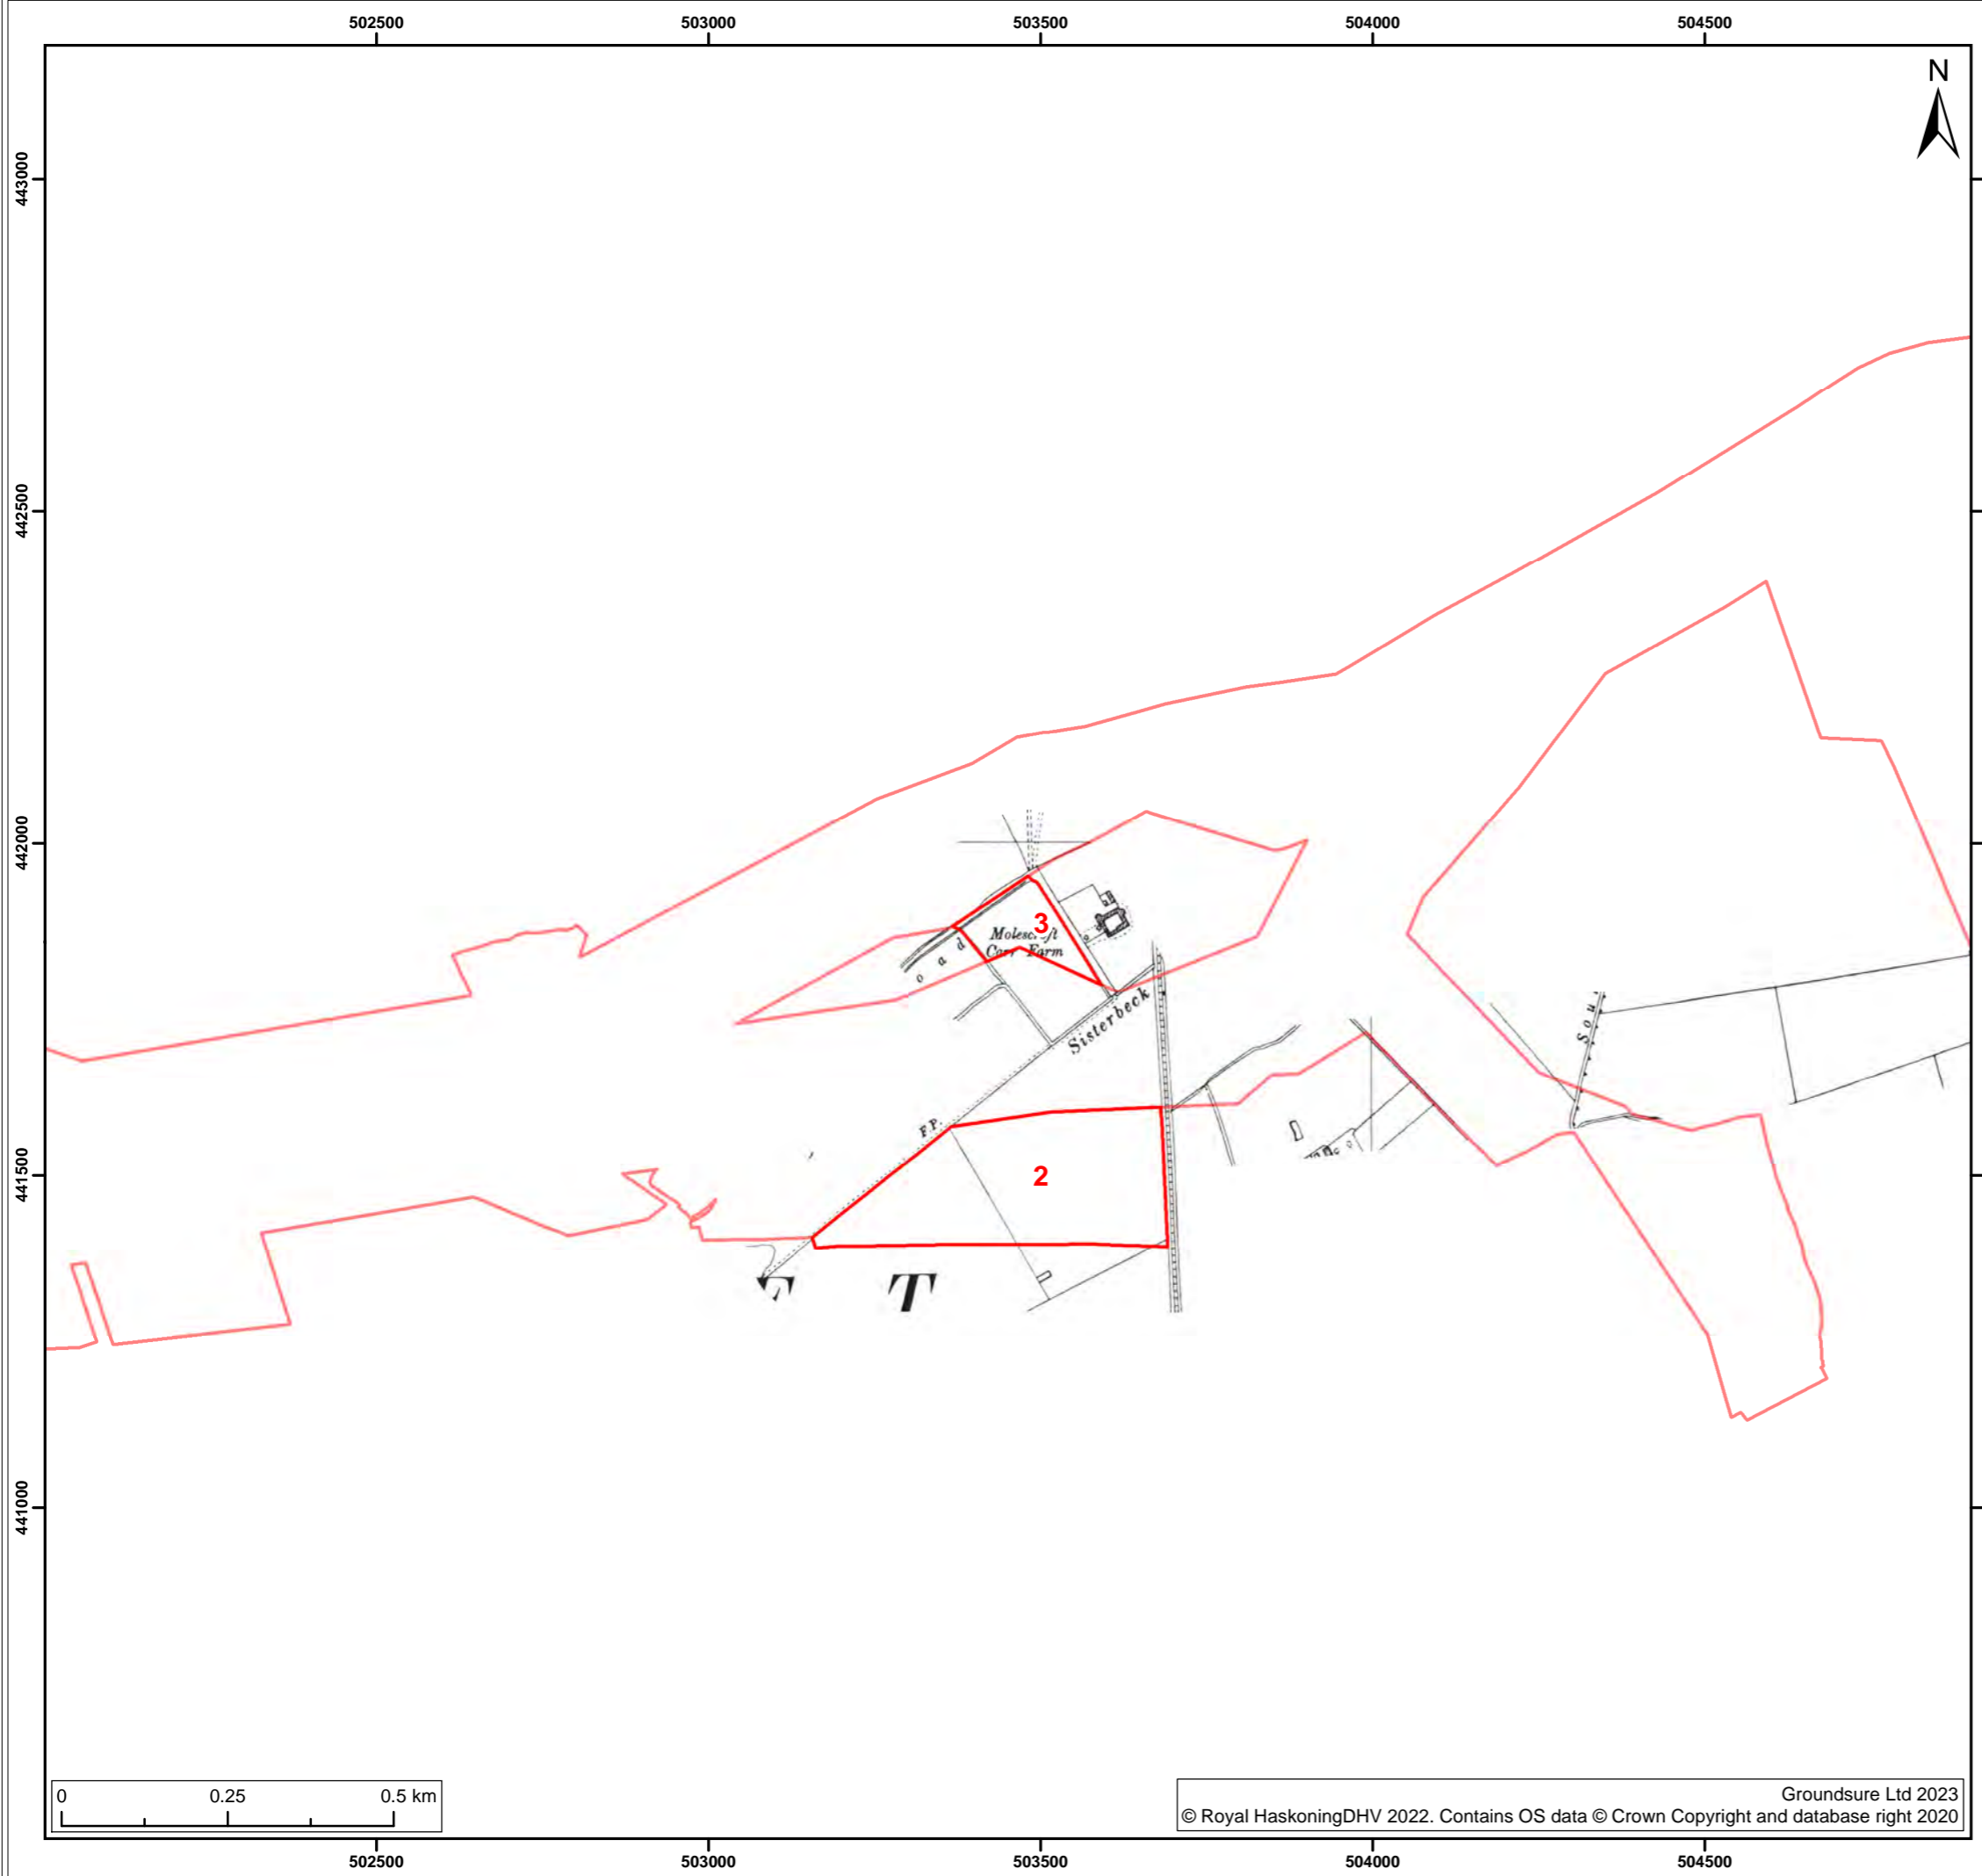 502500 503000 503500 504000 504500
N
443000
442500
442000
441500
441000
3
Corr Farm
o a d
Sisterbeck
Sou
F.P.
2
T
0 0.25 0.5 km
Groundsure Ltd 2023
© Royal HaskoningDHV 2022. Contains OS data © Crown Copyright and database right 2020
502500 503000 503500 504000 504500